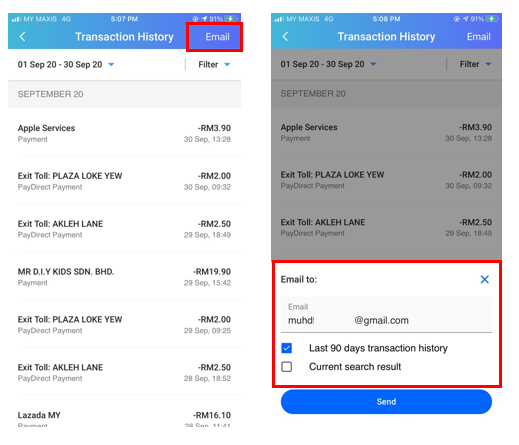 MY MAXIS 4G 5:07 PM 91%
Transaction History Email
01 Sep 20 - 30 Sep 20 Filter
SEPTEMBER 20
Apple Services -RM3.90
Payment 30 Sep, 13:28
Exit Toll: PLAZA LOKE YEW -RM2.00
PayDirect Payment 30 Sep, 09:32
Exit Toll: AKLEH LANE -RM2.50
PayDirect Payment 29 Sep, 18:49
MR D.I.Y KIDS SDN. BHD. -RM19.90
Payment 29 Sep, 15:42
Exit Toll: PLAZA LOKE YEW -RM2.00
PayDirect Payment 29 Sep, 09:25
Exit Toll: AKLEH LANE -RM2.50
PayDirect Payment 28 Sep, 18:52
Lazada MY -RM16.10
Payment 28 Sep, 11:41
MY MAXIS 4G 5:08 PM 91%
Transaction History Email
01 Sep 20 - 30 Sep 20 Filter
SEPTEMBER 20
Apple Services -RM3.90
Payment 30 Sep, 13:28
Exit Toll: PLAZA LOKE YEW -RM2.00
PayDirect Payment 30 Sep, 09:32
Exit Toll: AKLEH LANE -RM2.50
PayDirect Payment 29 Sep, 18:49
Email to:
Email
muhd @gmail.com
Last 90 days transaction history
Current search result
Send